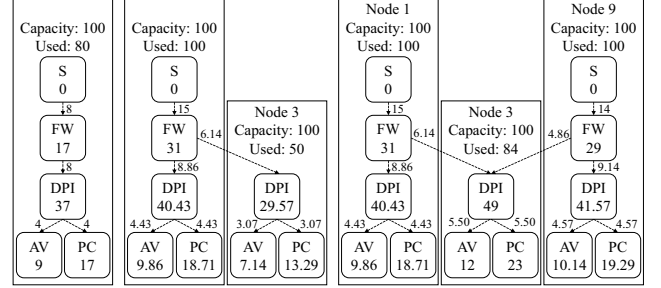 Capacity: 100
Used: 80
S
0
8
FW
17
8
DPI
37
4
4
AV
9
PC
17
Capacity: 100
Used: 100
S
0
15
FW
31
6.14
8.86
DPI
40.43
4.43
4.43
AV
9.86
PC
18.71
Node 3
Capacity: 100
Used: 50
DPI
29.57
3.07
3.07
AV
7.14
PC
13.29
Node 1
Capacity: 100
Used: 100
S
0
15
FW
31
6.14
8.86
DPI
40.43
4.43
4.43
AV
9.86
PC
18.71
Node 3
Capacity: 100
Used: 84
DPI
49
5.50
5.50
AV
12
PC
23
Node 9
Capacity: 100
Used: 100
S
0
14
4.86
FW
29
9.14
DPI
41.57
4.57
4.57
AV
10.14
PC
19.29